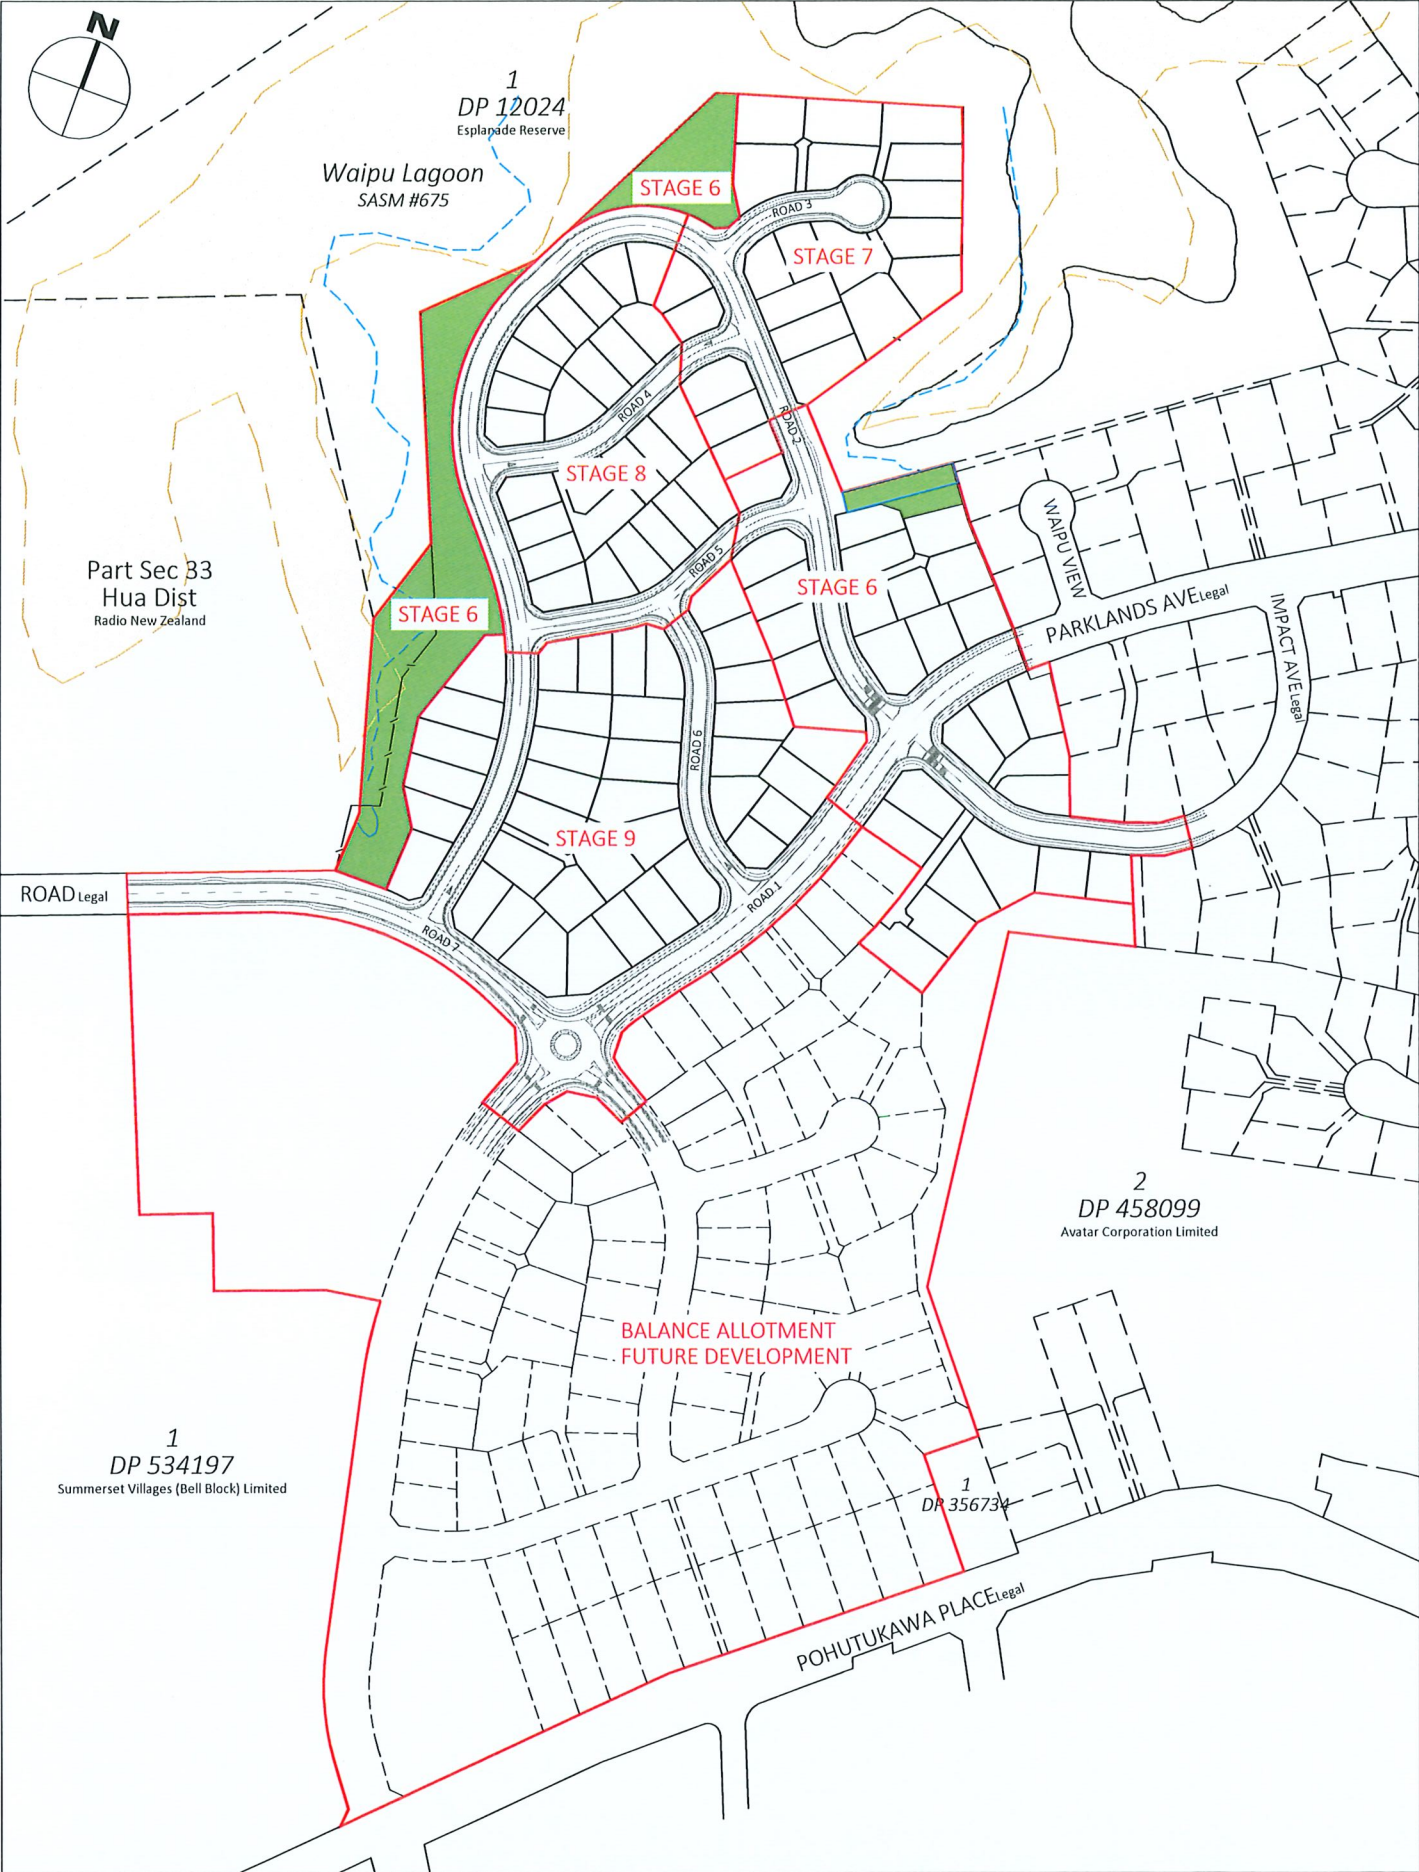 N
1
DP 12024
Esplanade Reserve
Waipu Lagoon
SASM #675
STAGE 6
ROAD 3
STAGE 7
ROAD 4
ROAD 2
STAGE 8
WAIPU VIEW
ROAD 5
Part Sec 33
Hua Dist
Radio New Zealand
STAGE 6
STAGE 6
PARKLANDS AVE Legal
IMPACT AVE Legal
ROAD 6
STAGE 9
ROAD Legal
ROAD 1
ROAD 7
2
DP 458099
Avatar Corporation Limited
BALANCE ALLOTMENT
FUTURE DEVELOPMENT
1
DP 534197
Summerset Villages (Bell Block) Limited
1
DP 356734
POHUTUKAWA PLACE Legal